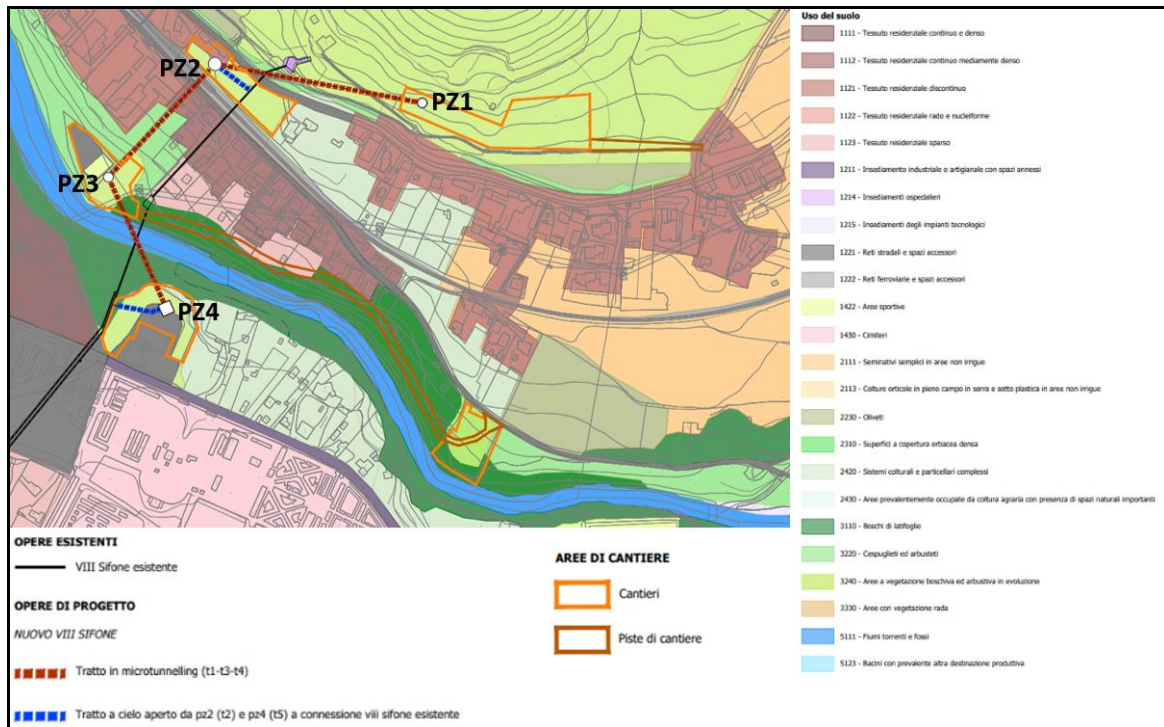 PZ2
PZ1
PZ3
PZ4
Uso del suolo
1111 - Tessuto residenziale continuo e denso
1112 - Tessuto residenziale continuo mediamente denso
1121 - Tessuto residenziale discontinuo
1122 - Tessuto residenziale rado e nucleiforme
1123 - Tessuto residenziale sparso
1211 - Insediamento industriale o artigianale con spazi annessi
1214 - Insediamenti ospedalieri
1215 - Insediamenti degli impianti tecnologici
1221 - Reti stradali e spazi accessori
1222 - Reti ferroviarie e spazi accessori
1422 - Aree sportive
1430 - Cimiteri
2111 - Seminativi semplici in aree non irrigue
2113 - Colture orticole in pieno campo in serra e sotto plastica in aree non irrigue
2230 - Oliveti
2310 - Superfici a copertura erbacea densa
2420 - Sistemi colturali e particellari complessi
2430 - Aree prevalentemente occupate da coltura agraria con presenza di spazi naturali importanti
3110 - Boschi di latifoglie
3220 - Cespuglieti ed arbusteti
3240 - Aree a vegetazione boschiva ed arbustiva in evoluzione
3330 - Aree con vegetazione rada
5111 - Fiumi torrenti e fossi
5123 - Bacini con prevalente altra destinazione produttiva
OPERE ESISTENTI
VIII Sifone esistente
OPERE DI PROGETTO
NUOVO VIII SIFONE
Tratto in microtunnelling (t1-t3-t4)
Tratto a cielo aperto da pz2 (t2) e pz4 (t5) a connessione viii sifone esistente
AREE DI CANTIERE
Cantieri
Piste di cantiere